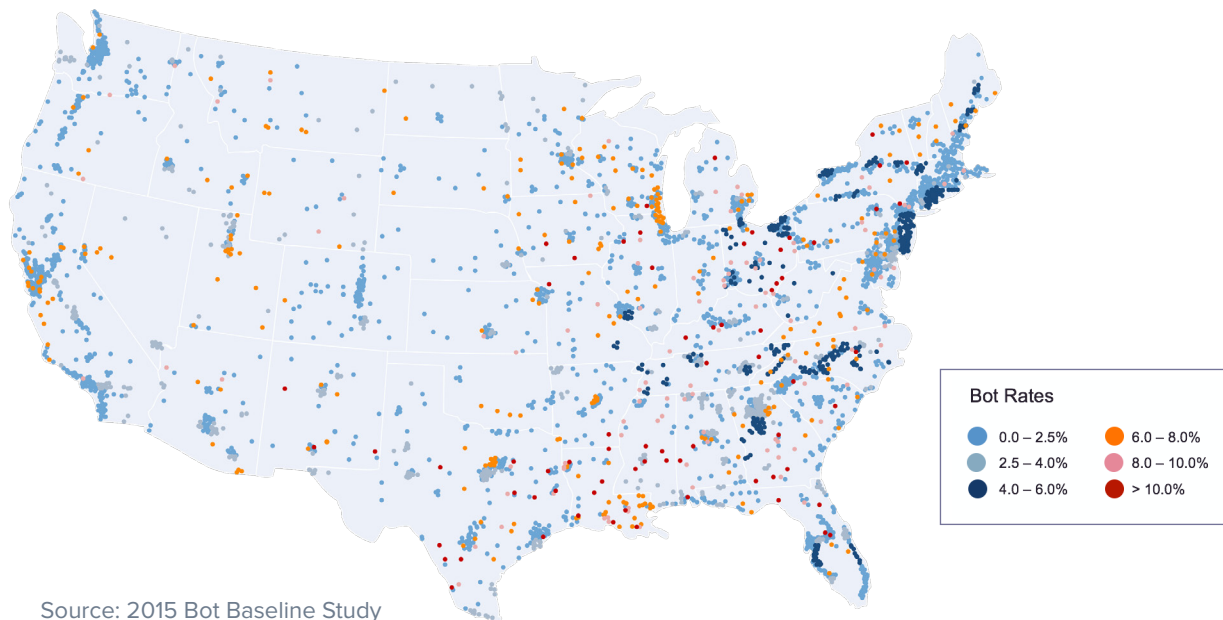 Bot Rates
0.0 – 2.5%
6.0 – 8.0%
2.5 – 4.0%
8.0 – 10.0%
4.0 – 6.0%
> 10.0%
Source: 2015 Bot Baseline Study